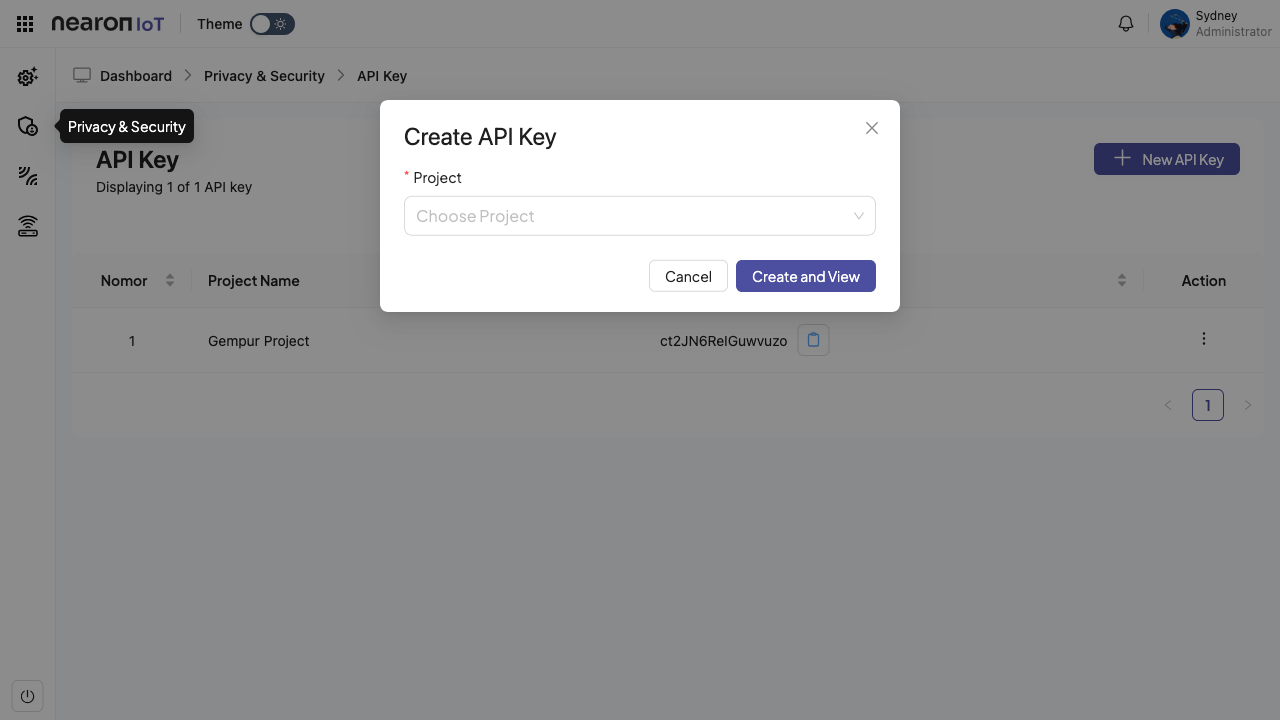 nearon IoT
Theme
Sydney
Administrator
Dashboard
Privacy & Security
API Key
Privacy & Security
API Key
Displaying 1 of 1 API key
New API Key
Create API Key
* Project
Choose Project
Cancel
Create and View
Nomor
Project Name
Action
1
Gempur Project
ct2JN6ReIGuwvuzo
1